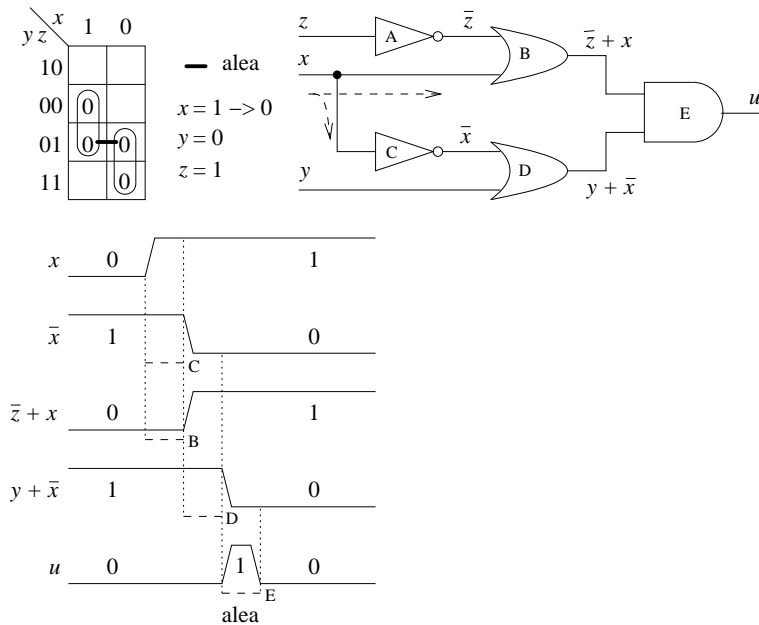 x
y z
1 0
10
00 0
01 0 0
11 0
alea
x = 1 –> 0
y = 0
z = 1
z
A
z̅
x
B
z̅ + x
E
u
C
x̅
y
D
y + x̅
x 0 1
x̅ 1 0
C
z̅ + x 0 1
B
y + x̅ 1 0
D
u 0 1 0
E
alea